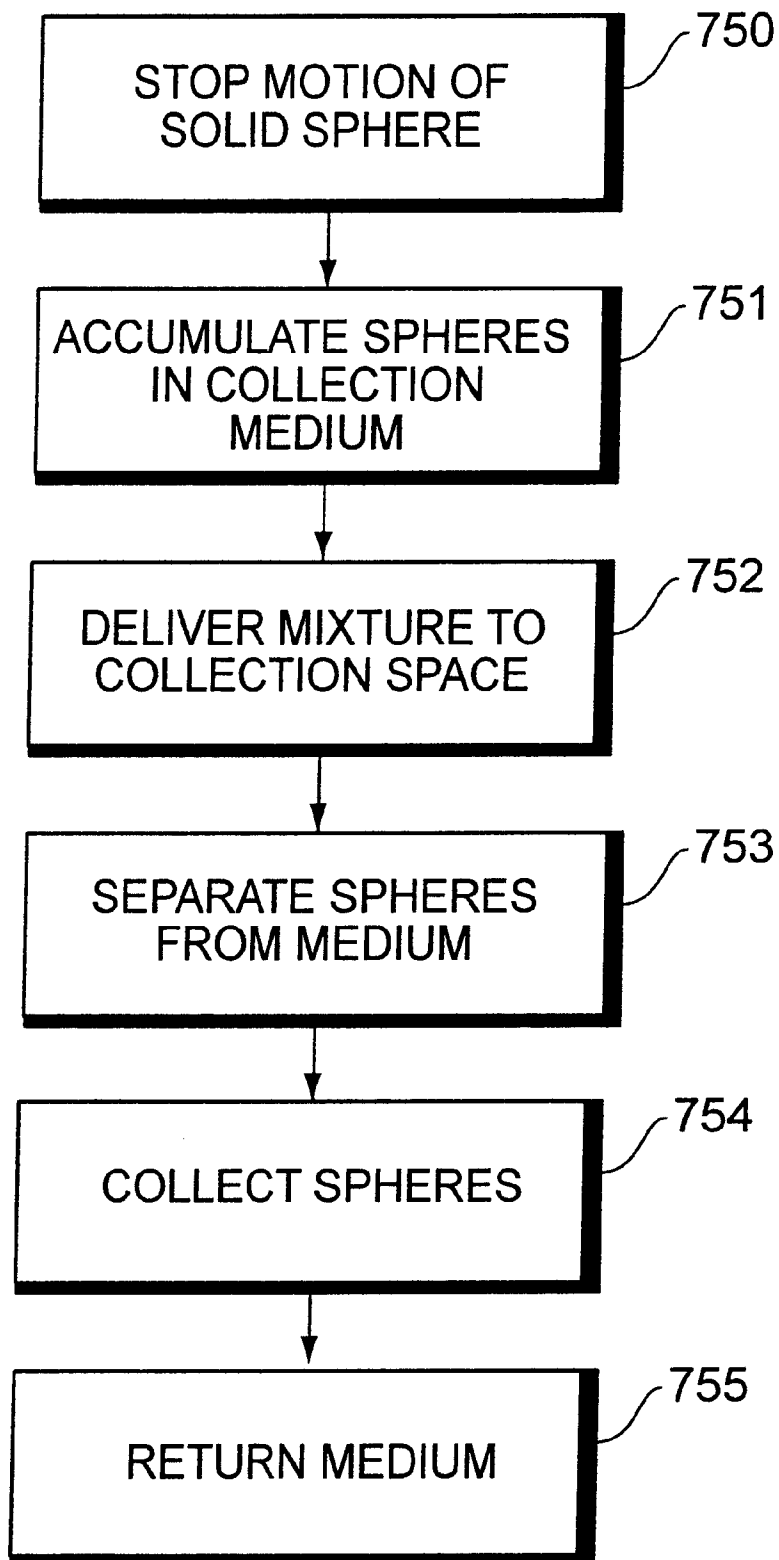 750
STOP MOTION OF
SOLID SPHERE
751
ACCUMULATE SPHERES
IN COLLECTION
MEDIUM
752
DELIVER MIXTURE TO
COLLECTION SPACE
753
SEPARATE SPHERES
FROM MEDIUM
754
COLLECT SPHERES
755
RETURN MEDIUM